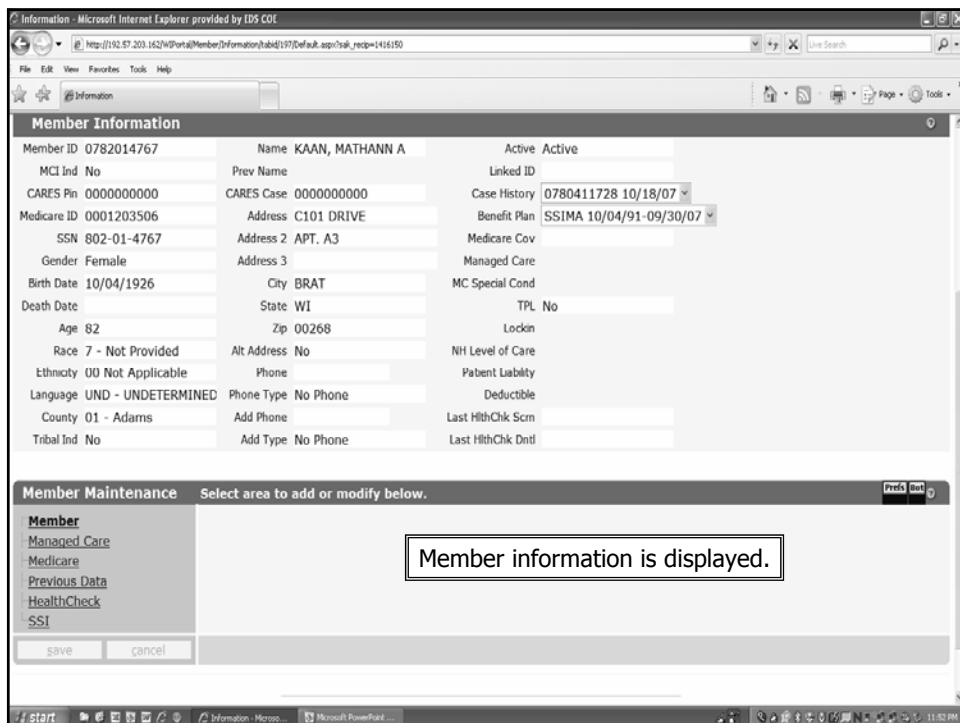 Information - Microsoft Internet Explorer provided by EDS COE
http://192.57.203.162/WIPortal/Member/Information/tabid/197/Default.aspx?sak_recip=1416150
Live Search
File Edit View Favorites Tools Help
Information
Page Tools
Member Information
Member ID 0782014767 Name KAAN, MATHANN A Active Active
MCI Ind No Prev Name Linked ID
CARES Pin 0000000000 CARES Case 0000000000 Case History 0780411728 10/18/07
Medicare ID 0001203506 Address C101 DRIVE Benefit Plan SSIMA 10/04/91-09/30/07
SSN 802-01-4767 Address 2 APT. A3 Medicare Cov
Gender Female Address 3 Managed Care
Birth Date 10/04/1926 City BRAT MC Special Cond
Death Date State WI TPL No
Age 82 Zip 00268 Lockin
Race 7 - Not Provided Alt Address No NH Level of Care
Ethnicity 00 Not Applicable Phone Patient Liability
Language UND - UNDETERMINED Phone Type No Phone Deductible
County 01 - Adams Add Phone Last HlthChk Scrn
Tribal Ind No Add Type No Phone Last HlthChk Dntl
Member Maintenance Select area to add or modify below. Prefs Bot
Member
Managed Care
Medicare
Previous Data
HealthCheck
SSI
Member information is displayed.
save cancel
start Information - Microso... Microsoft PowerPoint ... 11:52 PM